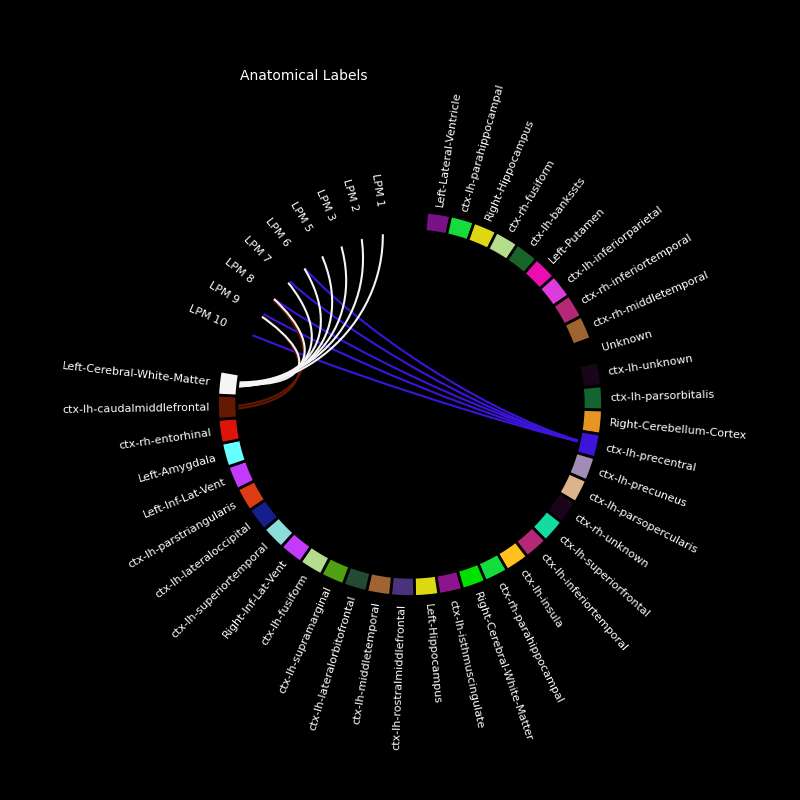 Anatomical Labels
LPM 1
LPM 2
LPM 3
LPM 5
LPM 6
LPM 7
LPM 8
LPM 9
LPM 10
Left-Cerebral-White-Matter
ctx-lh-caudalmiddlefrontal
ctx-rh-entorhinal
Left-Amygdala
Left-Inf-Lat-Vent
ctx-lh-parstriangularis
ctx-lh-lateraloccipital
ctx-lh-superiortemporal
Right-Inf-Lat-Vent
ctx-lh-fusiform
ctx-lh-supramarginal
ctx-lh-lateralorbitofrontal
ctx-lh-middletemporal
ctx-lh-rostralmiddlefrontal
Left-Hippocampus
ctx-lh-isthmuscingulate
Right-Cerebral-White-Matter
ctx-rh-parahippocampal
ctx-lh-insula
ctx-lh-inferiortemporal
ctx-lh-superiorfrontal
ctx-rh-unknown
ctx-lh-parsopercularis
ctx-lh-precuneus
ctx-lh-precentral
Right-Cerebellum-Cortex
ctx-lh-parsorbitalis
ctx-lh-unknown
Unknown
ctx-rh-middletemporal
ctx-rh-inferiortemporal
ctx-lh-inferiorparietal
Left-Putamen
ctx-lh-bankssts
ctx-rh-fusiform
Right-Hippocampus
ctx-lh-parahippocampal
Left-Lateral-Ventricle